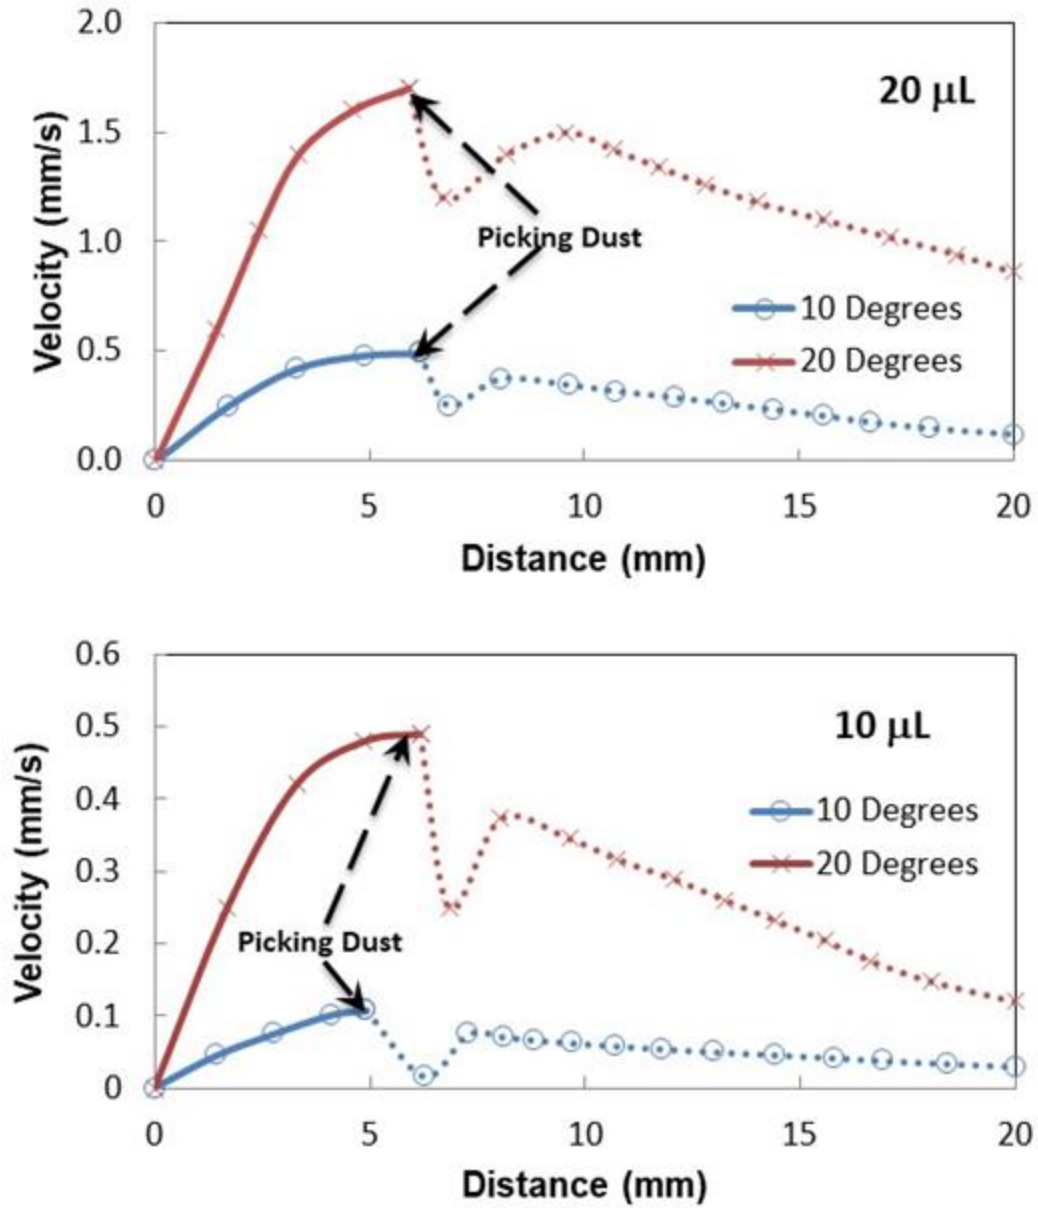 2.0
20 μL
1.5
Velocity (mm/s)
Picking Dust
1.0
10 Degrees
0.5
20 Degrees
0.0
0 5 10 15 20
Distance (mm)
0.6
10 μL
0.5
Velocity (mm/s)
0.4
10 Degrees
0.3
20 Degrees
Picking Dust
0.2
0.1
0
0 5 10 15 20
Distance (mm)